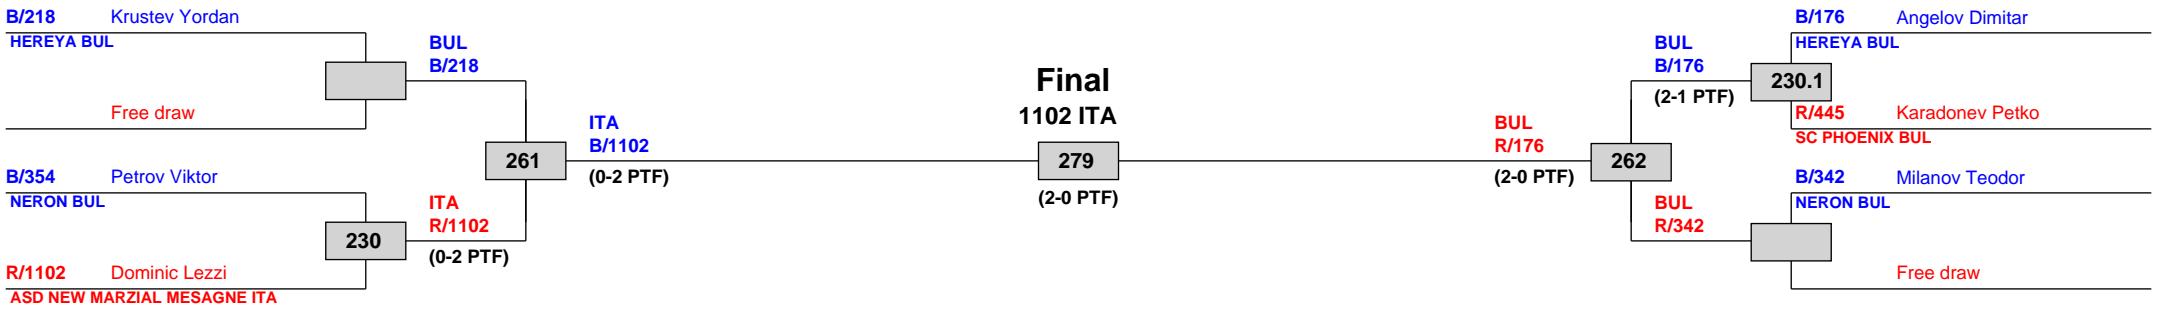 B/218 Krustev Yordan
HEREYA BUL
Free draw
BUL
B/218
B/354 Petrov Viktor
NERON BUL
230
R/1102 Dominic Lezzi
ASD NEW MARZIAL MESAGNE ITA
ITA
R/1102
(0-2 PTF)
261
ITA
B/1102
(0-2 PTF)
Final
1102 ITA
279
(2-0 PTF)
BUL
R/176
(2-0 PTF)
262
BUL
B/176
(2-1 PTF)
BUL
R/342
B/176 Angelov Dimitar
HEREYA BUL
230.1
R/445 Karadonev Petko
SC PHOENIX BUL
B/342 Milanov Teodor
NERON BUL
Free draw